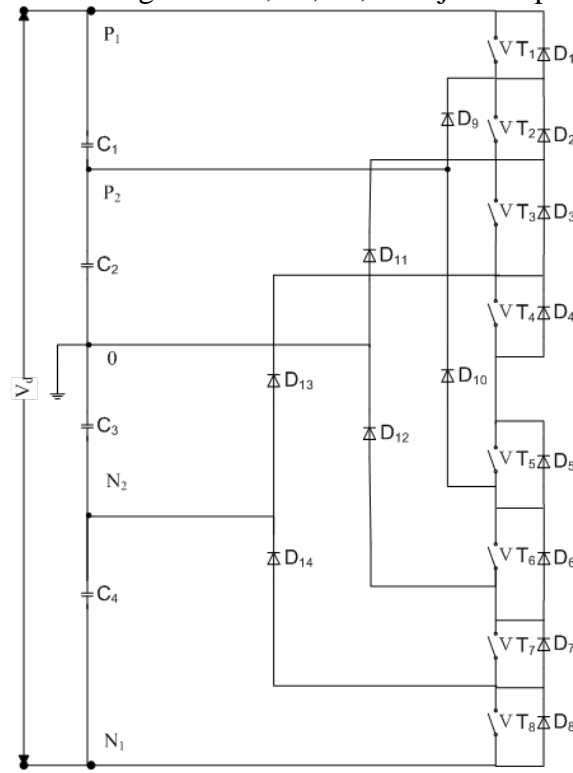 P₁
VT₁ D₁
D₉
VT₂ D₂
C₁
P₂
VT₃ D₃
D₁₁
C₂
VT₄ D₄
0
V_d
D₁₃
D₁₀
C₃
D₁₂
VT₅ D₅
N₂
D₁₄
VT₆ D₆
C₄
VT₇ D₇
VT₈ D₈
N₁